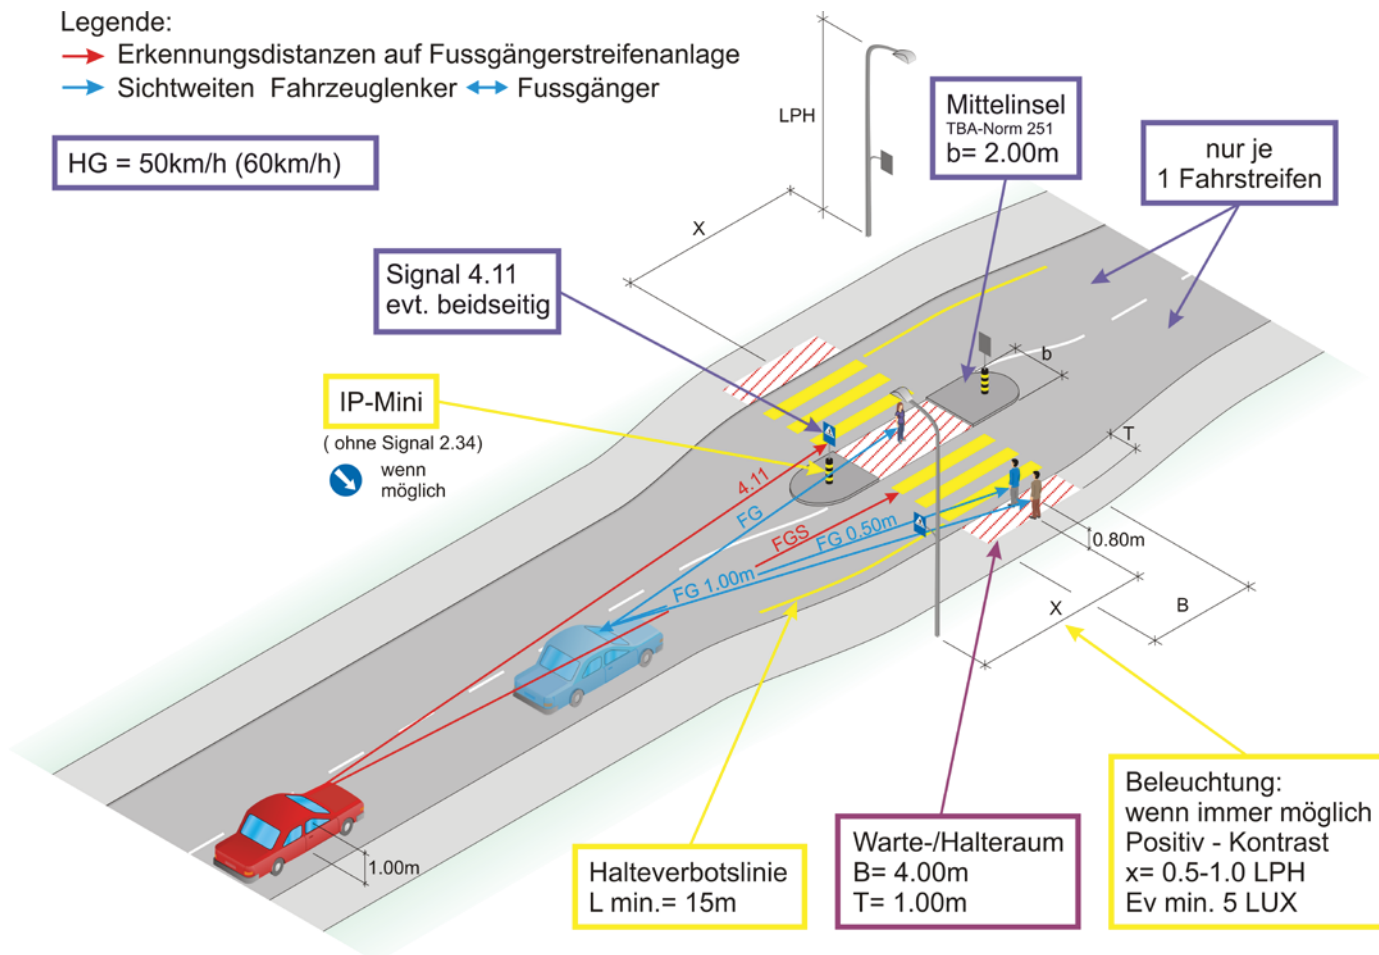 Legende:
Erkennungsdistanzen auf Fussgängerstreifenanlage
Sichtweiten Fahrzeuglenker Fussgänger
HG = 50km/h (60km/h)
LPH
Mittelinsel
TBA-Norm 251
b= 2.00m
nur je
1 Fahrstreifen
X
Signal 4.11
evt. beidseitig
b
IP-Mini
( ohne Signal 2.34)
wenn
möglich
T
4.11
FG
FGS
FG 0.50m
FG 1.00m
0.80m
X
B
1.00m
Halteverbotslinie
L min.= 15m
Warte-/Halteraum
B= 4.00m
T= 1.00m
Beleuchtung:
wenn immer möglich
Positiv - Kontrast
x= 0.5-1.0 LPH
Ev min. 5 LUX